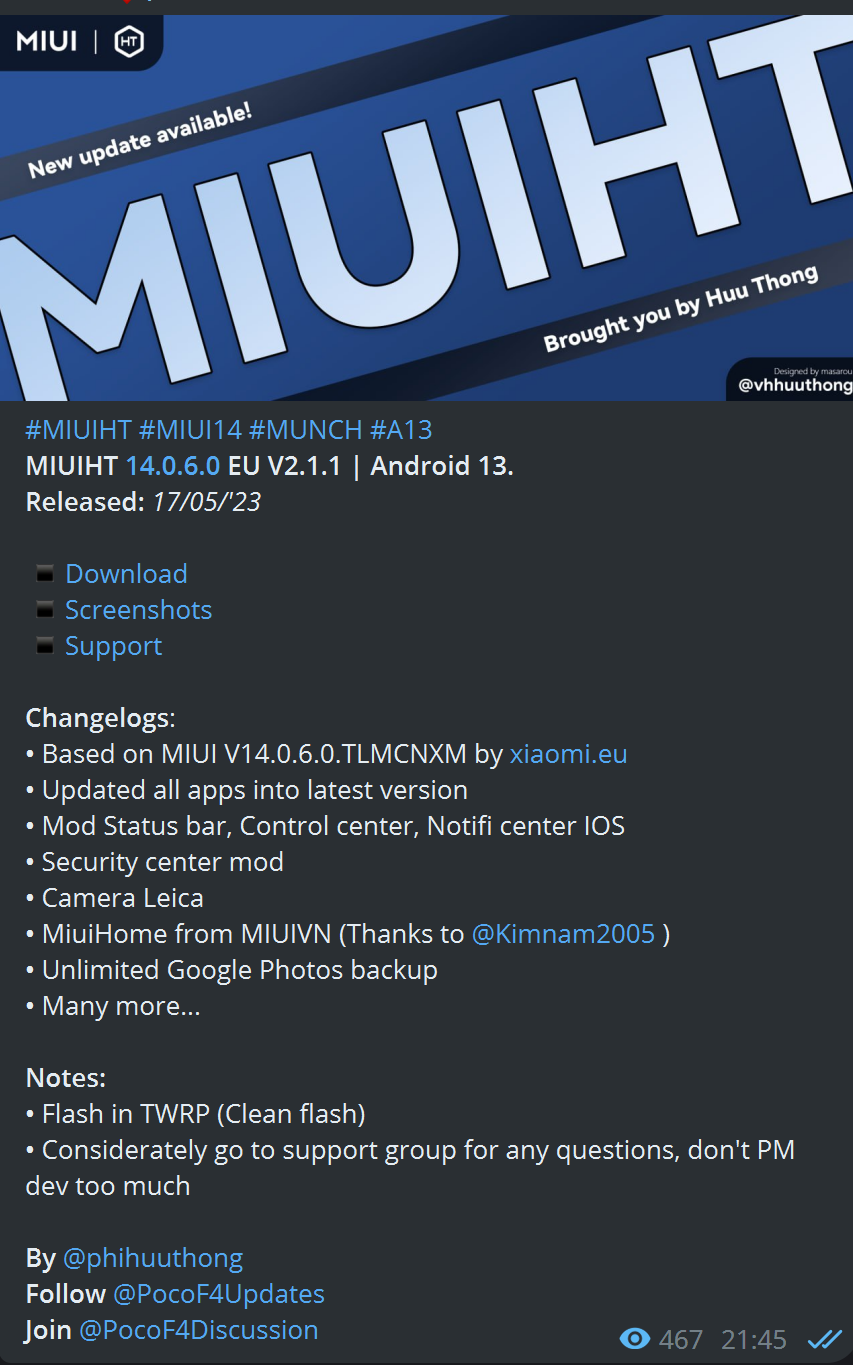 MIUI | HT
New update available!
MIUIHT
Brought you by Huu Thong
Designed by masarou
@vhhuuthong
#MIUIHT #MIUI14 #MUNCH #A13
MIUIHT 14.0.6.0 EU V2.1.1 | Android 13.
Released: 17/05/'23
Download
Screenshots
Support
Changelogs:
• Based on MIUI V14.0.6.0.TLMCNXM by xiaomi.eu
• Updated all apps into latest version
• Mod Status bar, Control center, Notifi center IOS
• Security center mod
• Camera Leica
• MiuiHome from MIUIVN (Thanks to @Kimnam2005 )
• Unlimited Google Photos backup
• Many more...
Notes:
• Flash in TWRP (Clean flash)
• Considerately go to support group for any questions, don't PM
dev too much
By @phihuuthong
Follow @PocoF4Updates
Join @PocoF4Discussion
467 21:45